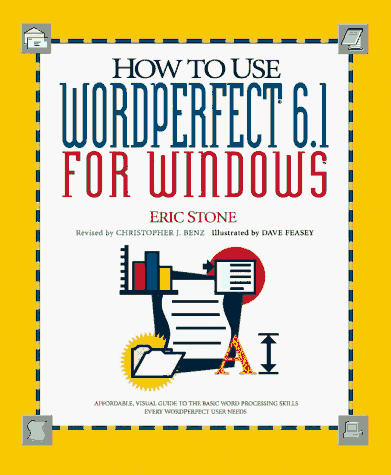 HOW TO USE
WORDPERFECT® 6.1
FOR WINDOWS
ERIC STONE
Revised by CHRISTOPHER J. BENZ Illustrated by DAVE FEASEY
A
AFFORDABLE, VISUAL GUIDE TO THE BASIC WORD PROCESSING SKILLS
EVERY WORDPERFECT USER NEEDS